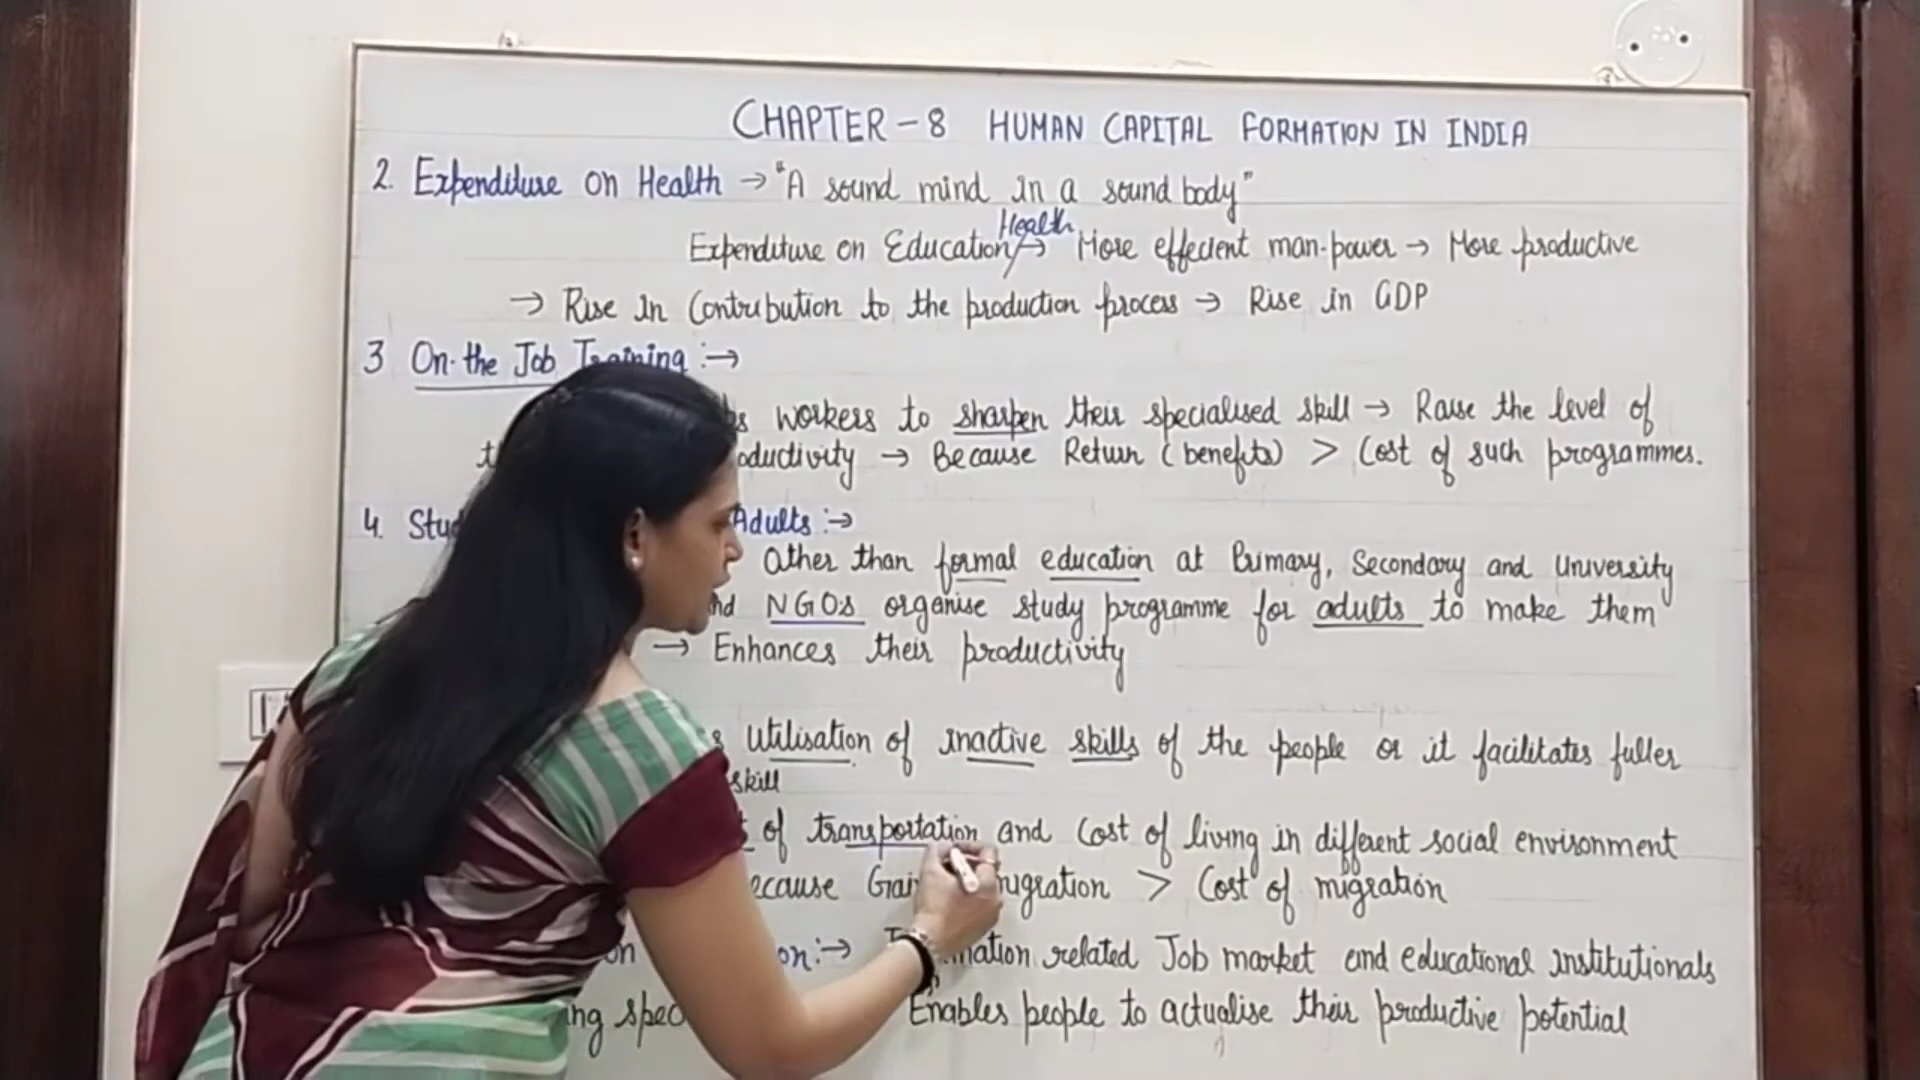 CHAPTER - 8 HUMAN CAPITAL FORMATION IN INDIA
2. Expenditure on Health → "A sound mind in a sound body"
Health
Expenditure on Education → More effecient man-power → More productive
→ Rise in Contribution to the production process → Rise in GDP
3 On-the Job Training :→
workers to sharpen their specialised skill → Raise the level of
→ Because Return (benefits) > Cost of such programmes.
4. Adults :→
Other than formal education at Primary, Secondary and University
NGOs organise study programme for adults to make them
→ Enhances their productivity
Utilisation of inactive skills of the people or it facilitates fuller
skill
of transportation and Cost of living in different social environment
migration > Cost of migration
:→ related Job market and educational institutionals
Enables people to actualise their productive potential